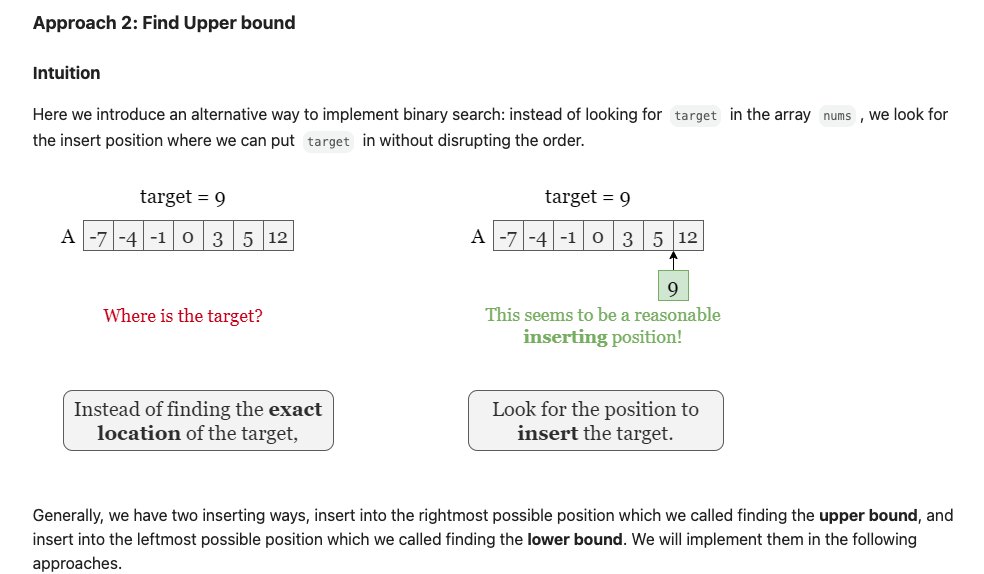 Approach 2: Find Upper bound
Intuition
Here we introduce an alternative way to implement binary search: instead of looking for target in the array nums , we look for
the insert position where we can put target in without disrupting the order.
target = 9
A -7 -4 -1 0 3 5 12
Where is the target?
Instead of finding the exact
location of the target,
target = 9
A -7 -4 -1 0 3 5 12
9
This seems to be a reasonable
inserting position!
Look for the position to
insert the target.
Generally, we have two inserting ways, insert into the rightmost possible position which we called finding the upper bound, and
insert into the leftmost possible position which we called finding the lower bound. We will implement them in the following
approaches.